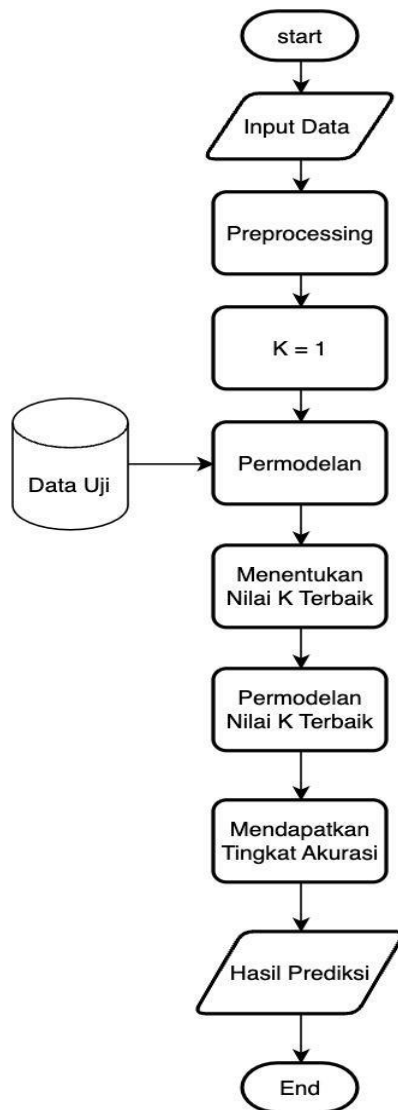 start
Input Data
Preprocessing
K = 1
Data Uji
Permodelan
Menentukan
Nilai K Terbaik
Permodelan
Nilai K Terbaik
Mendapatkan
Tingkat Akurasi
Hasil Prediksi
End